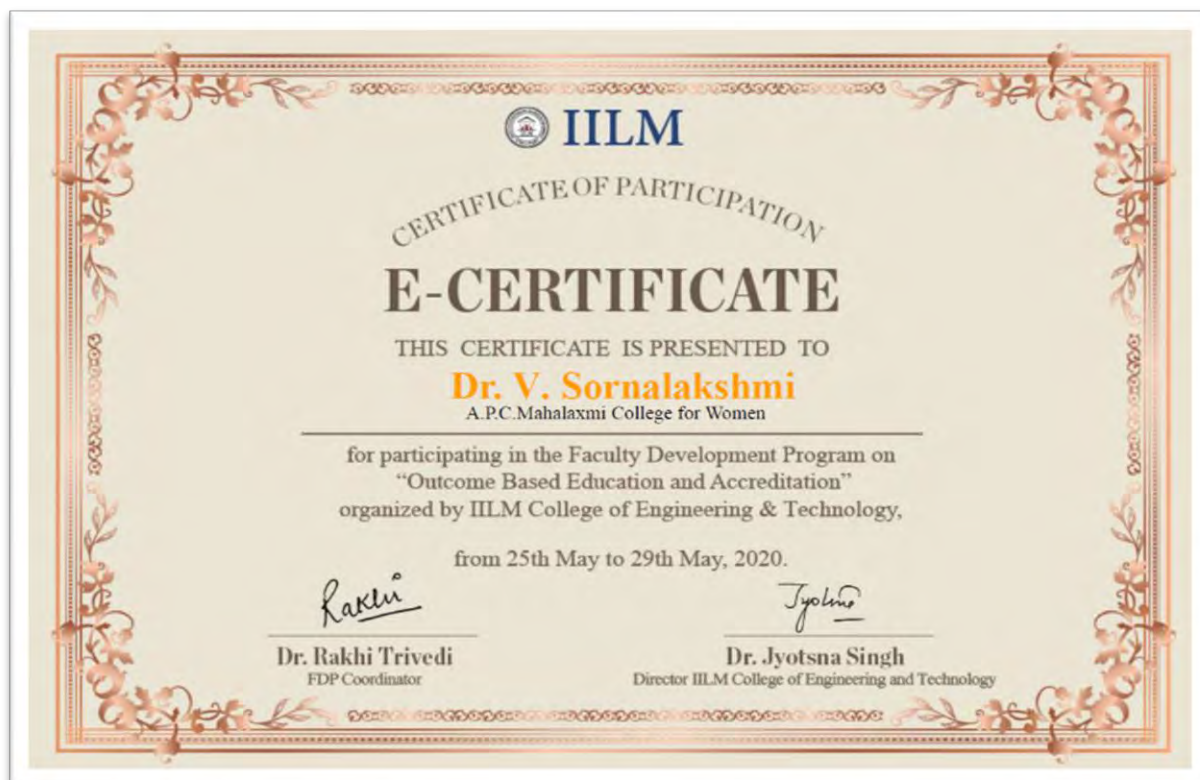 IILM
CERTIFICATE OF PARTICIPATION
E-CERTIFICATE
THIS CERTIFICATE IS PRESENTED TO
Dr. V. Sornalakshmi
A.P.C.Mahalaxmi College for Women
for participating in the Faculty Development Program on
“Outcome Based Education and Accreditation”
organized by IILM College of Engineering & Technology,
from 25th May to 29th May, 2020.
Rakhi
Jyotsna
Dr. Rakhi Trivedi
Dr. Jyotsna Singh
FDP Coordinator
Director IILM College of Engineering and Technology